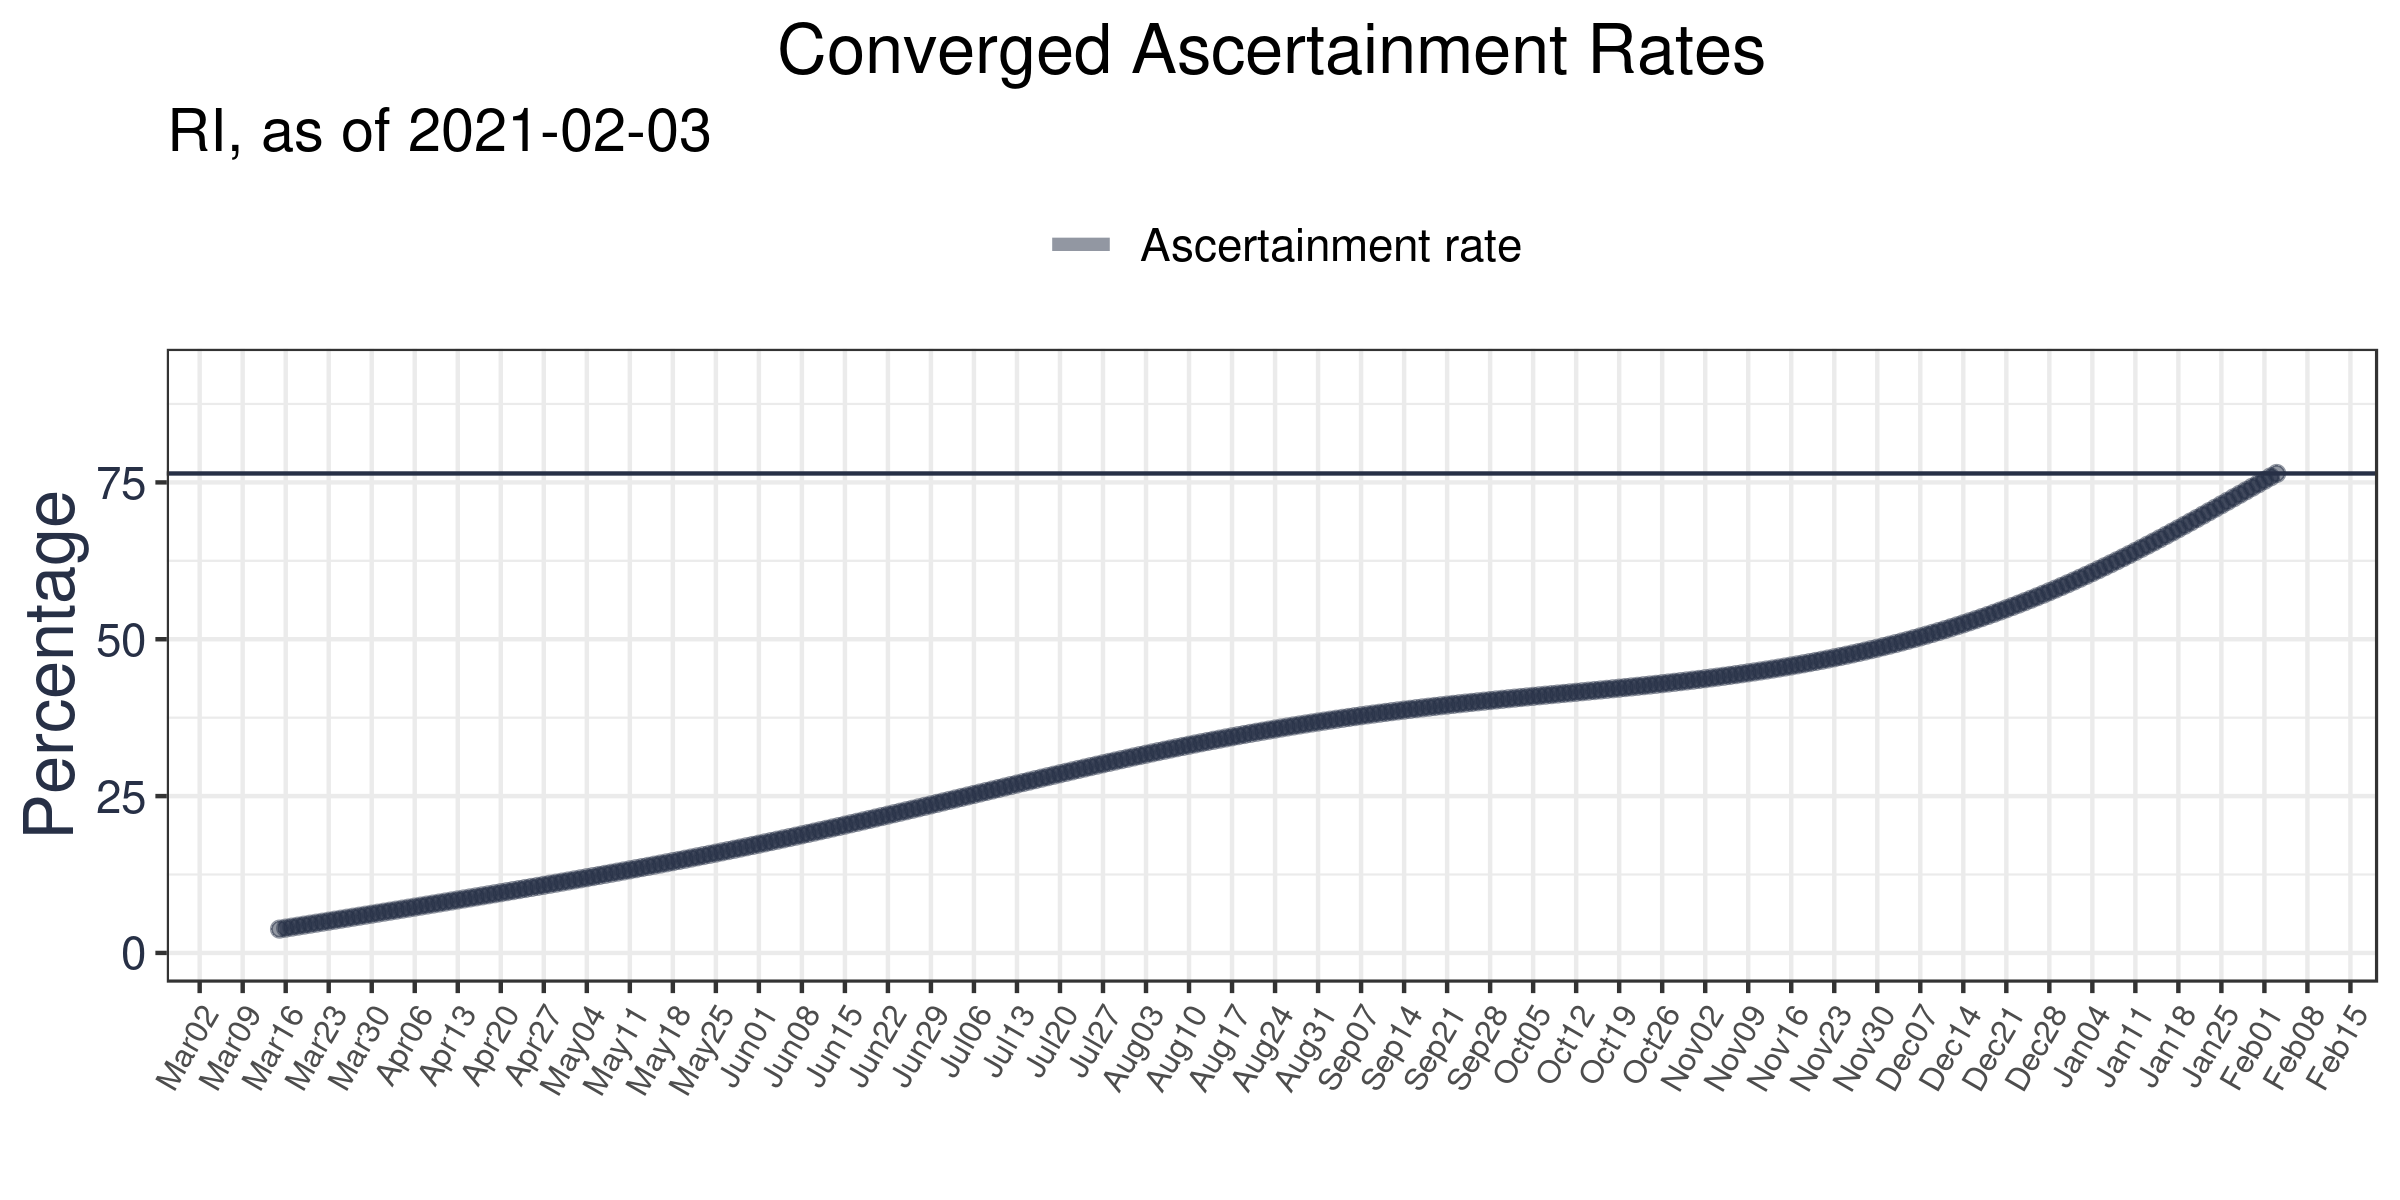 Converged Ascertainment Rates
RI, as of 2021-02-03
Ascertainment rate
Percentage
75
50
25
0
Mar02
Mar09
Mar16
Mar23
Mar30
Apr06
Apr13
Apr20
Apr27
May04
May11
May18
May25
Jun01
Jun08
Jun15
Jun22
Jun29
Jul06
Jul13
Jul20
Jul27
Aug03
Aug10
Aug17
Aug24
Aug31
Sep07
Sep14
Sep21
Sep28
Oct05
Oct12
Oct19
Oct26
Nov02
Nov09
Nov16
Nov23
Nov30
Dec07
Dec14
Dec21
Dec28
Jan04
Jan11
Jan18
Jan25
Feb01
Feb08
Feb15